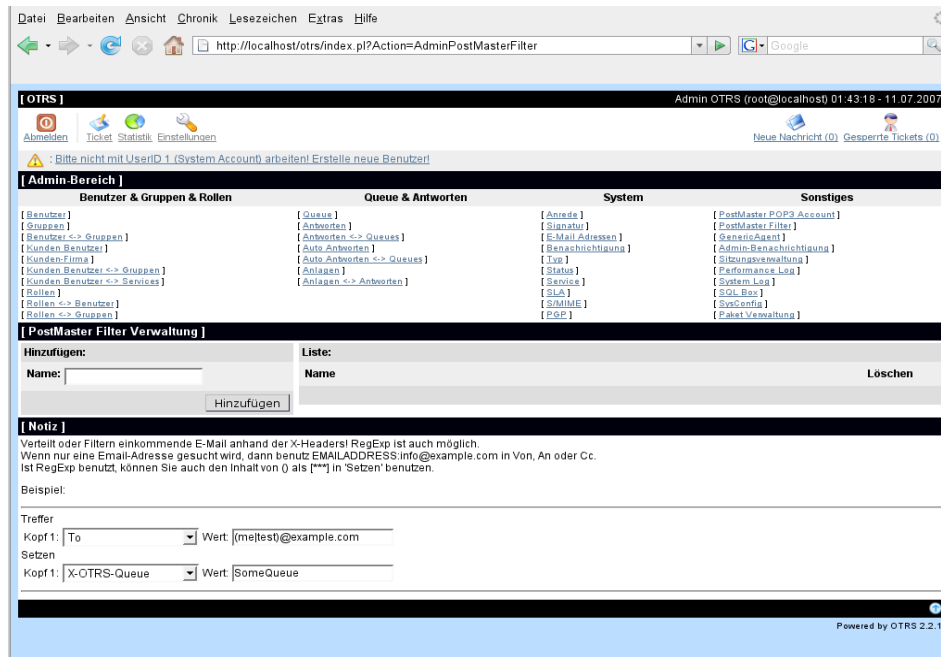 Datei Bearbeiten Ansicht Chronik Lesezeichen Extras Hilfe
http://localhost/otrs/index.pl?Action=AdminPostMasterFilter
G Google
[ OTRS ] Admin OTRS (root@localhost) 01:43:18 - 11.07.2007
Abmelden Ticket Statistik Einstellungen Neue Nachricht (0) Gesperrte Tickets (0)
: Bitte nicht mit UserID 1 (System Account) arbeiten! Erstelle neue Benutzer!
[ Admin-Bereich ]
Benutzer & Gruppen & Rollen Queue & Antworten System Sonstiges
[ Benutzer ] [ Queue ] [ Anrede ] [ PostMaster POP3 Account ]
[ Gruppen ] [ Antworten ] [ Signatur ] [ PostMaster Filter ]
[ Benutzer <-> Gruppen ] [ Antworten <-> Queues ] [ E-Mail Adressen ] [ GenericAgent ]
[ Kunden Benutzer ] [ Auto Antworten ] [ Benachrichtigung ] [ Admin-Benachrichtigung ]
[ Kunden-Firma ] [ Auto Antworten <-> Queues ] [ Typ ] [ Sitzungsverwaltung ]
[ Kunden Benutzer <-> Gruppen ] [ Anlagen ] [ Status ] [ Performance Log ]
[ Kunden Benutzer <-> Services ] [ Anlagen <-> Antworten ] [ Service ] [ System Log ]
[ Rollen ] [ SLA ] [ SQL Box ]
[ Rollen <-> Benutzer ] [ S/MIME ] [ SysConfig ]
[ Rollen <-> Gruppen ] [ PGP ] [ Paket Verwaltung ]
[ PostMaster Filter Verwaltung ]
Hinzufügen: Liste:
Name: Name Löschen
Hinzufügen
[ Notiz ]
Verteilt oder Filtern einkommende E-Mail anhand der X-Headers! RegExp ist auch möglich.
Wenn nur eine Email-Adresse gesucht wird, dann benutz EMAILADDRESS:info@example.com in Von, An oder Cc.
Ist RegExp benutzt, können Sie auch den Inhalt von () als [***] in 'Setzen' benutzen.
Beispiel:
Treffer
Kopf 1: To Wert: (me|test)@example.com
Setzen
Kopf 1: X-OTRS-Queue Wert: SomeQueue
Powered by OTRS 2.2.1